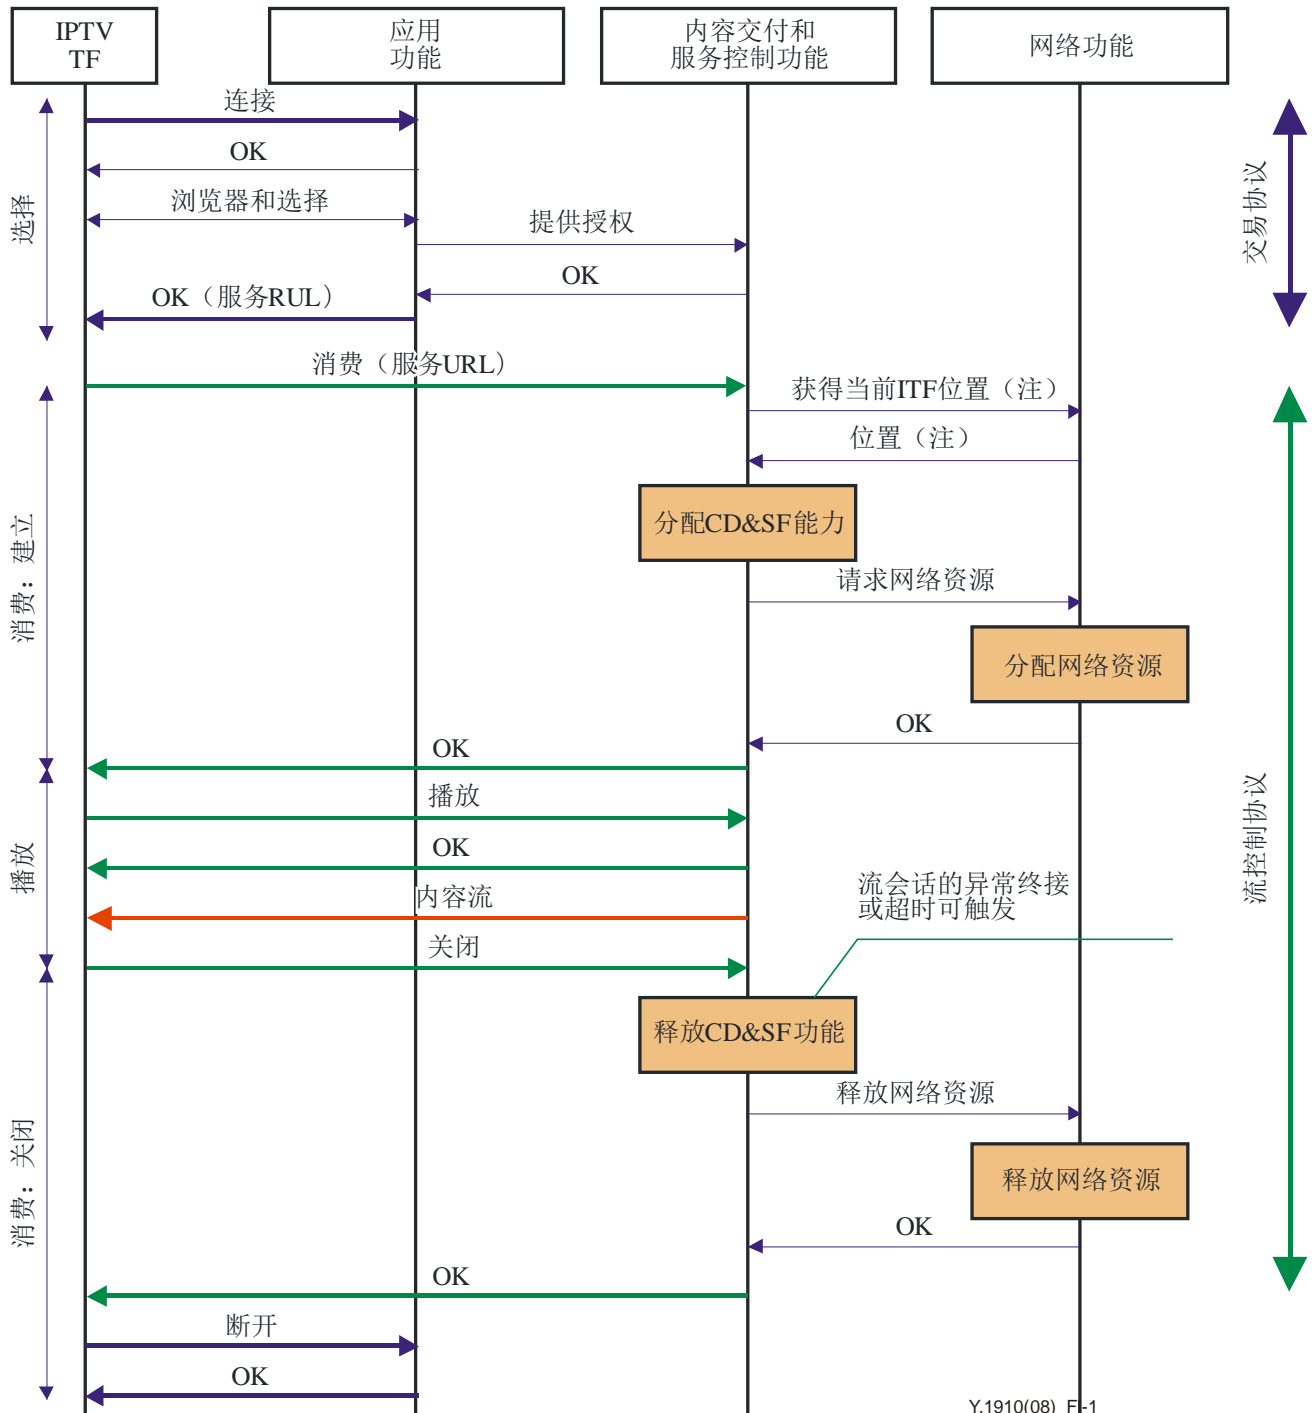 IPTV
TF
应用
功能
内容交付和
服务控制功能
网络功能
连接
OK
浏览器和选择
提供授权
OK
OK（服务RUL）
选择
交易协议
消费（服务URL）
获得当前ITF位置（注）
位置（注）
分配CD&SF能力
请求网络资源
分配网络资源
OK
OK
消费：建立
播放
OK
内容流
关闭
播放
流会话的异常终接
或超时可触发
流控制协议
释放CD&SF功能
释放网络资源
释放网络资源
OK
OK
断开
OK
消费：关闭